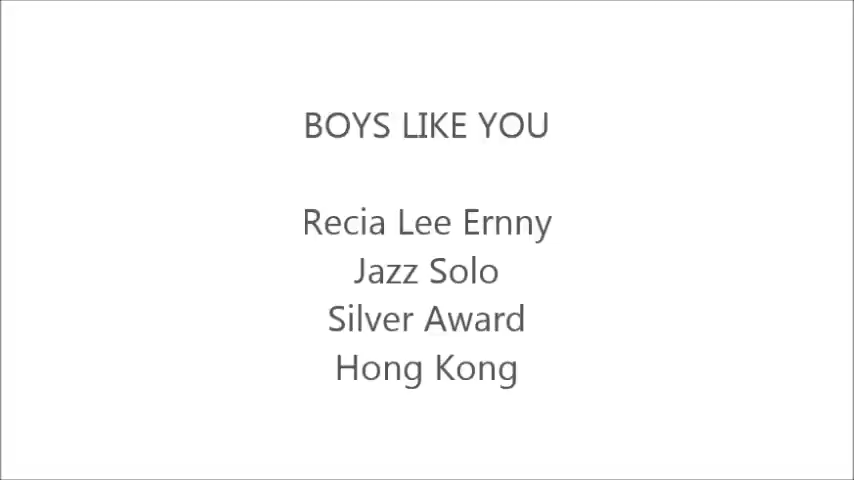 BOYS LIKE YOU
Recia Lee Ernny
Jazz Solo
Silver Award
Hong Kong